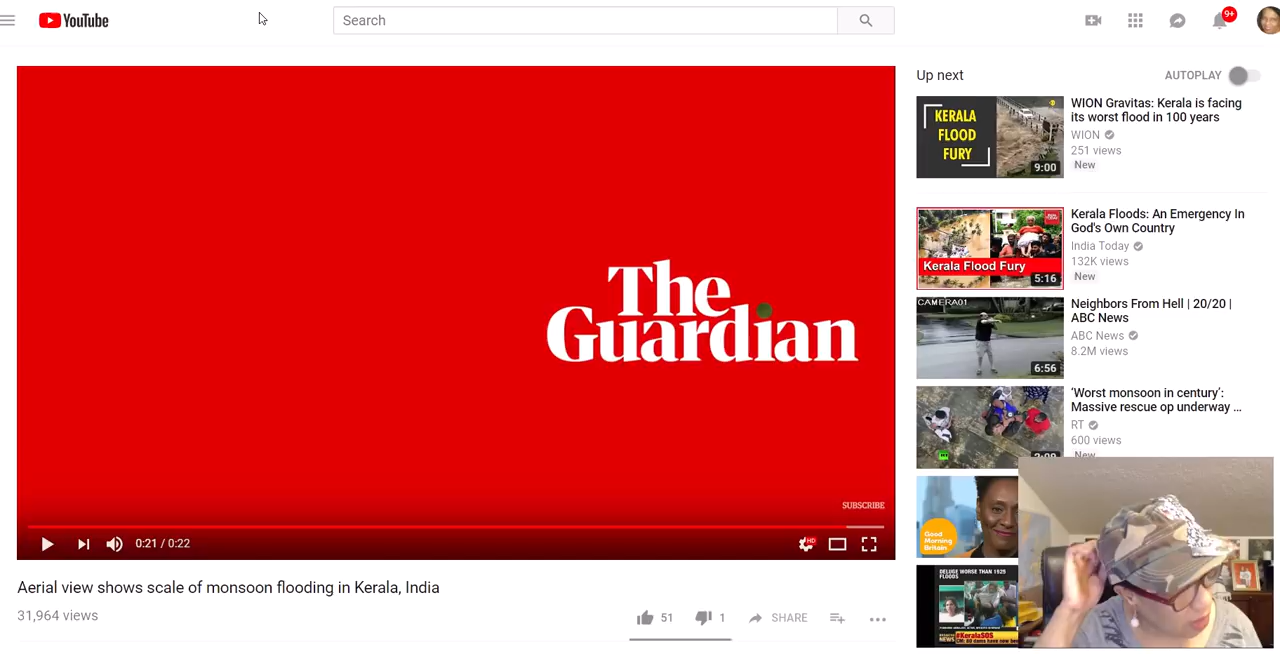 YouTube
Search
9+
The
Guardian
SUBSCRIBE
0:21 / 0:22
HD
Aerial view shows scale of monsoon flooding in Kerala, India
31,964 views
51
1
SHARE
Up next
AUTOPLAY
KERALA
FLOOD
FURY
9:00
WION Gravitas: Kerala is facing
its worst flood in 100 years
WION
251 views
New
Kerala Flood Fury
5:16
Kerala Floods: An Emergency In
God's Own Country
India Today
132K views
New
CAMERA01
6:56
Neighbors From Hell | 20/20 |
ABC News
ABC News
8.2M views
RT
‘Worst monsoon in century’:
Massive rescue op underway ...
RT
600 views
New
Good
Morning
Britain
DELUGE WORSE THAN 1925
FLOODS
NEWS
#KeralaSOS